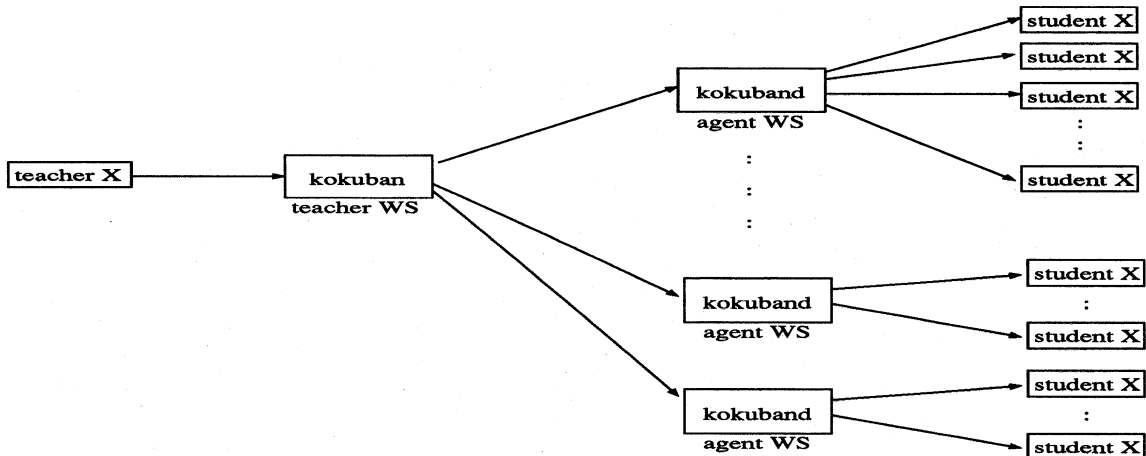 teacher X
kokuban
teacher WS
kokuband
agent WS
student X
student X
student X
:
:
student X
:
:
:
kokuband
agent WS
student X
:
student X
kokuband
agent WS
student X
:
student X